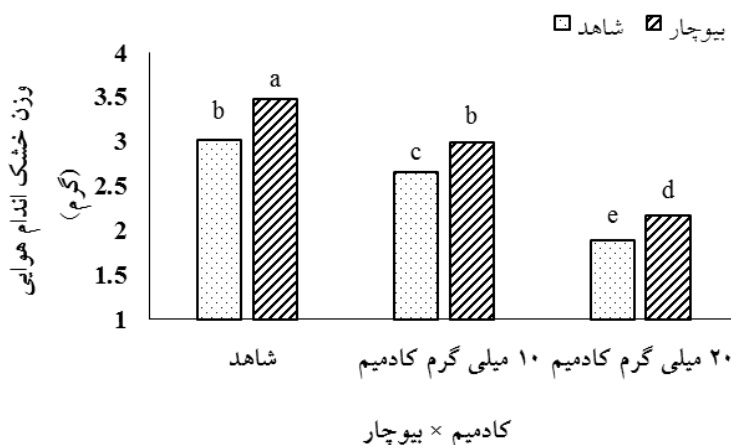 شاهد بیوچار
وزن خشک اندام هوایی
(گرم)
4
3.5
3
2.5
2
1.5
1
b a c b e d
شاهد ۱۰ میلی گرم کادمیم ۲۰ میلی گرم کادمیم
کادمیم × بیوچار